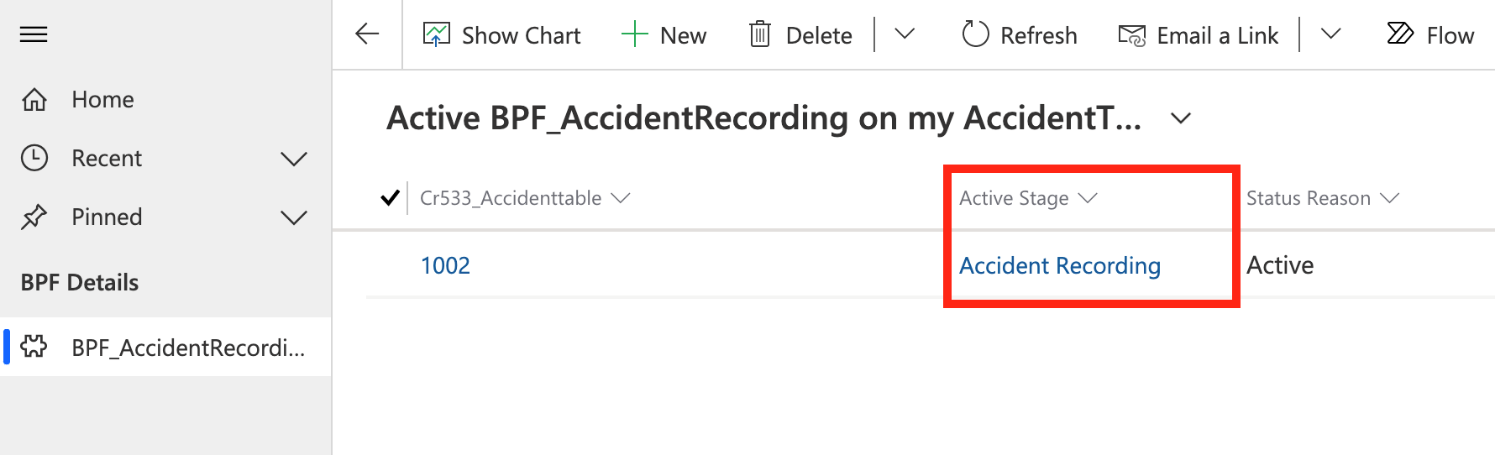 Show Chart New Delete Refresh Email a Link Flow
Home
Recent
Pinned
BPF Details
BPF_AccidentRecordi...
Active BPF_AccidentRecording on my AccidentT...
Cr533_Accidenttable Active Stage Status Reason
1002 Accident Recording Active